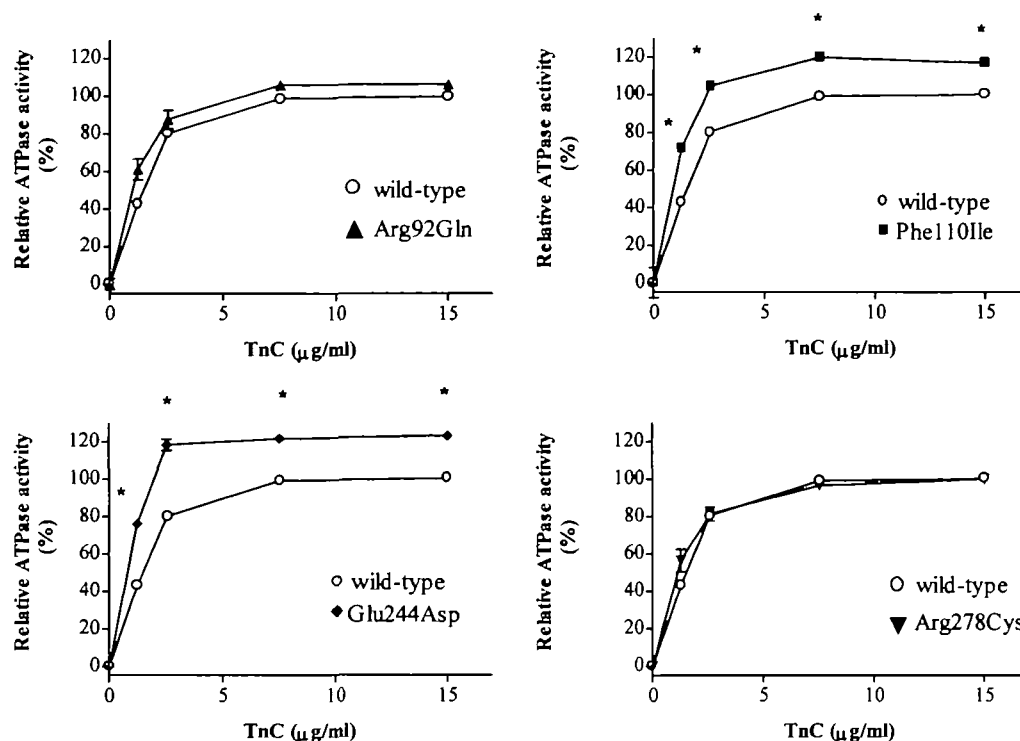 Relative ATPase activity
(%)
120
100
80
60
40
20
0
0 5 10 15
TnC (μg/ml)
wild-type
Arg92Gln
* * * *
Relative ATPase activity
(%)
120
100
80
60
40
20
0
0 5 10 15
TnC (μg/ml)
wild-type
Phe110Ile
* * * *
Relative ATPase activity
(%)
120
100
80
60
40
20
0
0 5 10 15
TnC (μg/ml)
wild-type
Glu244Asp
Relative ATPase activity
(%)
120
100
80
60
40
20
0
0 5 10 15
TnC (μg/ml)
wild-type
Arg278Cys